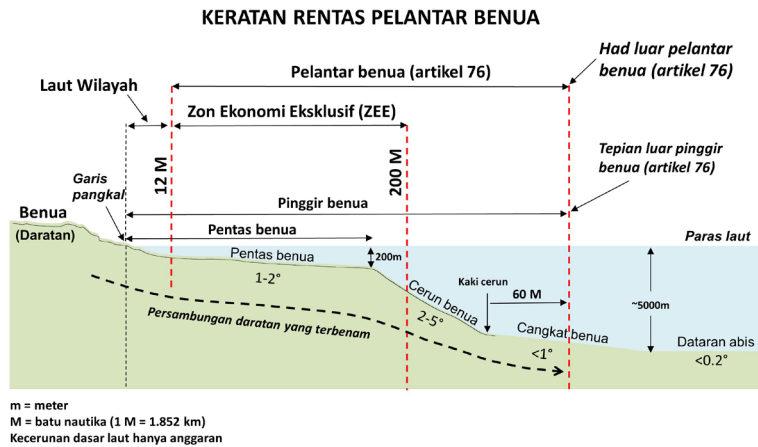 KERATAN RENTAS PELANTAR BENUA
Had luar pelantar
benua (artikel 76)
Pelantar benua (artikel 76)
Laut Wilayah
Zon Ekonomi Eksklusif (ZEE)
Tepian luar pinggir
benua (artikel 76)
12 M
200 M
Garis
pangkal
Pinggir benua
Benua
(Daratan)
Pentas benua
Paras laut
Pentas benua
200m
1-2°
Kaki cerun
Cerun benua
2-5°
60 M
~5000m
Persambungan daratan yang terbenam
Cangkat benua
<1°
Dataran abis
<0.2°
m = meter
M = batu nautika (1 M = 1.852 km)
Kecerunan dasar laut hanya anggaran